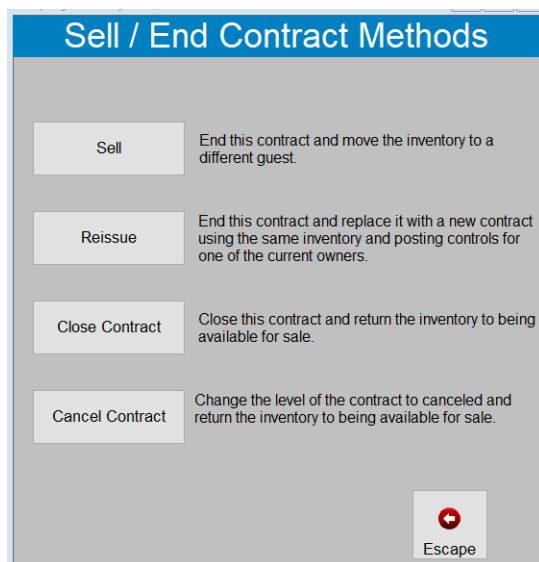 Sell / End Contract Methods
Sell
End this contract and move the inventory to a
different guest.
Reissue
End this contract and replace it with a new contract
using the same inventory and posting controls for
one of the current owners.
Close Contract
Close this contract and return the inventory to being
available for sale.
Cancel Contract
Change the level of the contract to canceled and
return the inventory to being available for sale.
Escape